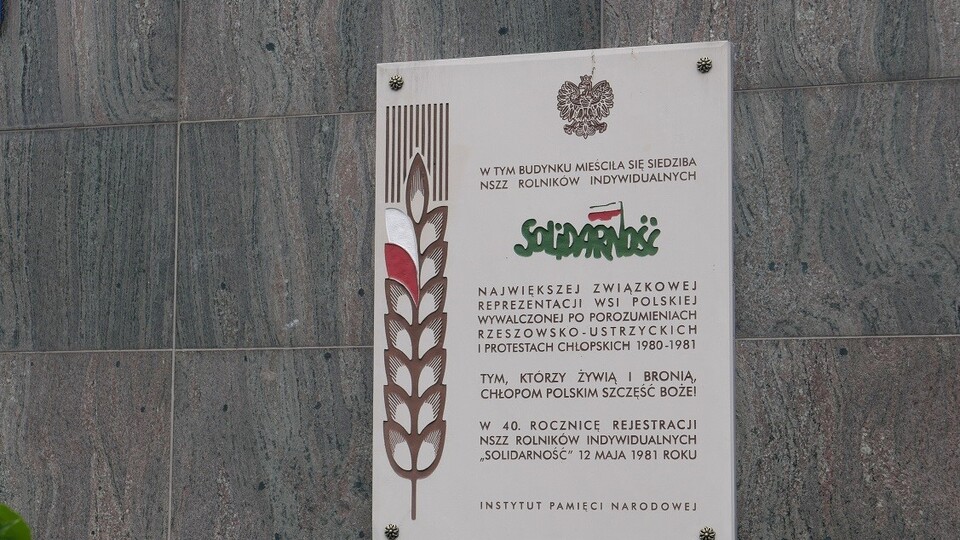 W TYM BUDYNKU MIEŚCIŁA SIĘ SIEDZIBA
NSZZ ROLNIKÓW INDYWIDUALNYCH
SOLIDARNOŚĆ
NAJWIĘKSZEJ ZWIĄZKOWEJ
REPREZENTACJI WSI POLSKIEJ
WYWALCZONEJ PO POROZUMIENIACH
RZESZOWSKO-USTRZYCKICH
I PROTESTACH CHŁOPSKICH 1980-1981
TYM, KTÓRZY ŻYWIĄ I BRONIĄ,
CHŁOPOM POLSKIM SZCZĘŚĆ BOŻE!
W 40. ROCZNICĘ REJESTRACJI
NSZZ ROLNIKÓW INDYWIDUALNYCH
„SOLIDARNOŚĆ” 12 MAJA 1981 ROKU
INSTYTUT PAMIĘCI NARODOWEJ